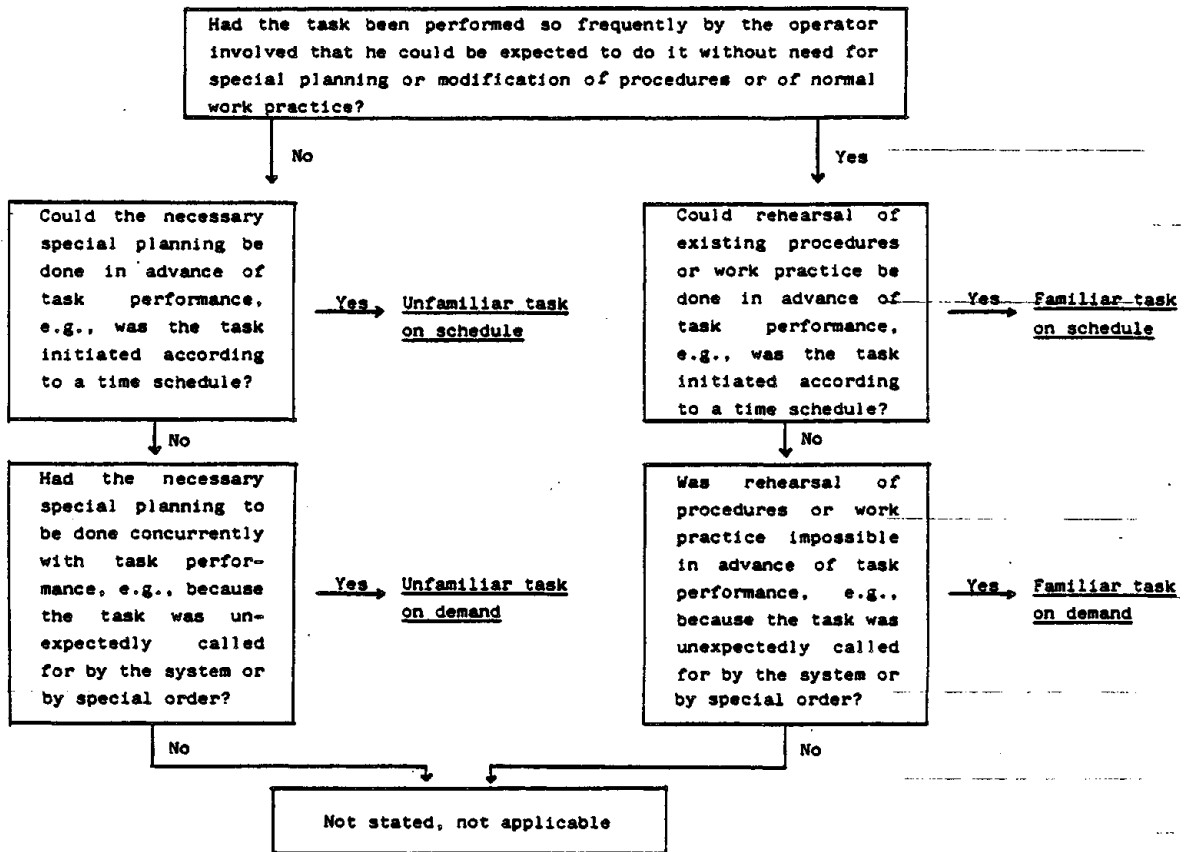 Had the task been performed so frequently by the operator
involved that he could be expected to do it without need for
special planning or modification of procedures or of normal
work practice?
No
Yes
Could the necessary
special planning be
done in advance of
task performance,
e.g., was the task
initiated according
to a time schedule?
Yes
Unfamiliar task
on schedule
Could rehearsal of
existing procedures
or work practice be
done in advance of
task performance,
e.g., was the task
initiated according
to a time schedule?
Yes
Familiar task
on schedule
No
No
Had the necessary
special planning to
be done concurrently
with task perfor-
mance, e.g., because
the task was un-
expectedly called
for by the system or
by special order?
Yes
Unfamiliar task
on demand
Was rehearsal of
procedures or work
practice impossible
in advance of task
performance, e.g.,
because the task was
unexpectedly called
for by the system or
by special order?
Yes
Familiar task
on demand
No
No
Not stated, not applicable